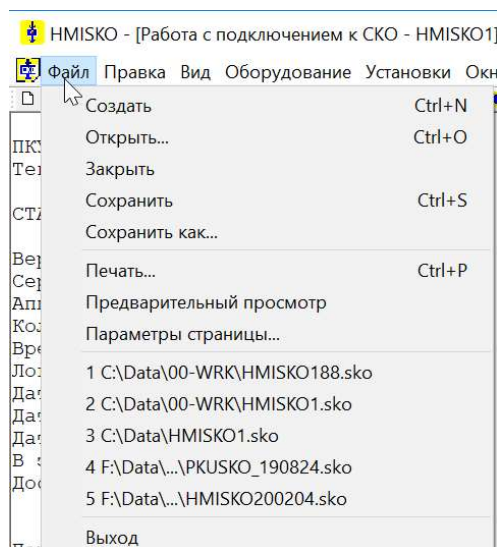 HMISKO - [Работа с подключением к СКО - HMISKO1]
Файл Правка Вид Оборудование Установки
Создать Ctrl+N
Открыть... Ctrl+O
Закрыть
Сохранить Ctrl+S
Сохранить как...
Печать... Ctrl+P
Предварительный просмотр
Параметры страницы...
1 C:\Data\00-WRK\HMISKO188.sko
2 C:\Data\00-WRK\HMISKO1.sko
3 C:\Data\HMISKO1.sko
4 F:\Data\...\PKUSKO_190824.sko
5 F:\Data\...\HMISKO200204.sko
Выход